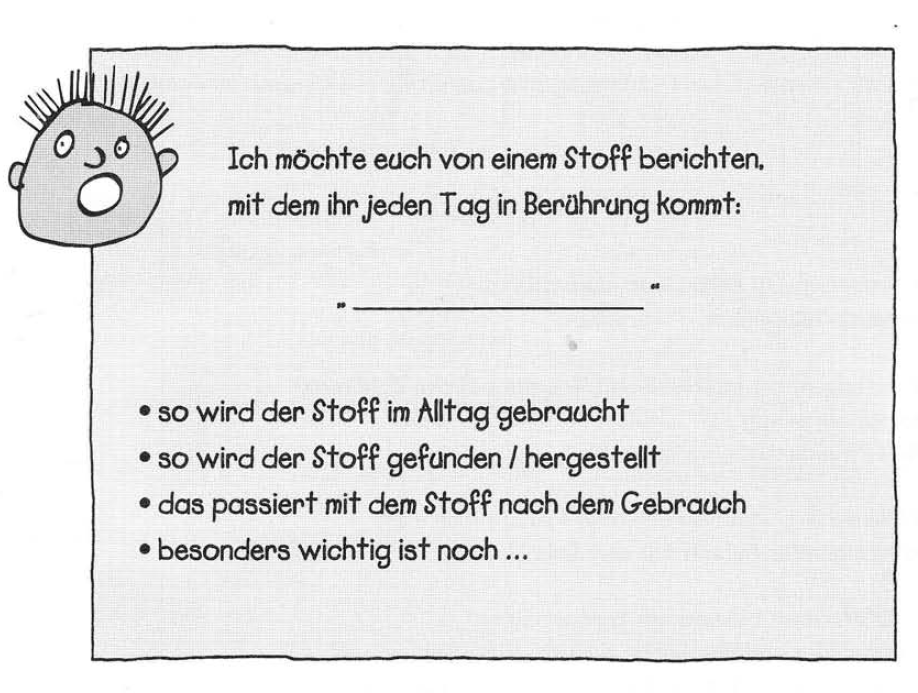 Ich möchte euch von einem Stoff berichten,
mit dem ihr jeden Tag in Berührung kommt:
„ ____________________ “
• so wird der Stoff im Alltag gebraucht
• so wird der Stoff gefunden / hergestellt
• das passiert mit dem Stoff nach dem Gebrauch
• besonders wichtig ist noch ...